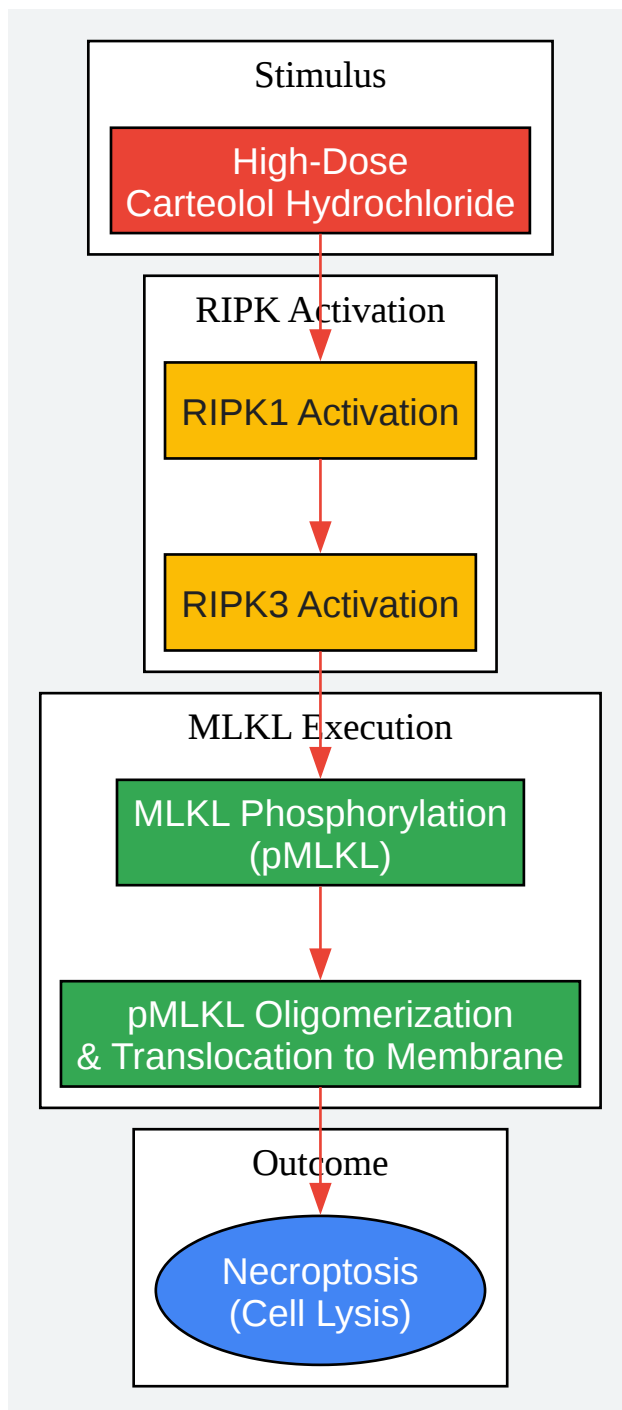 Stimulus
High-Dose
Carteolol Hydrochloride
RIPK Activation
RIPK1 Activation
RIPK3 Activation
MLKL Execution
MLKL Phosphorylation
(pMLKL)
pMLKL Oligomerization
& Translocation to Membrane
Outcome
Necroptosis
(Cell Lysis)